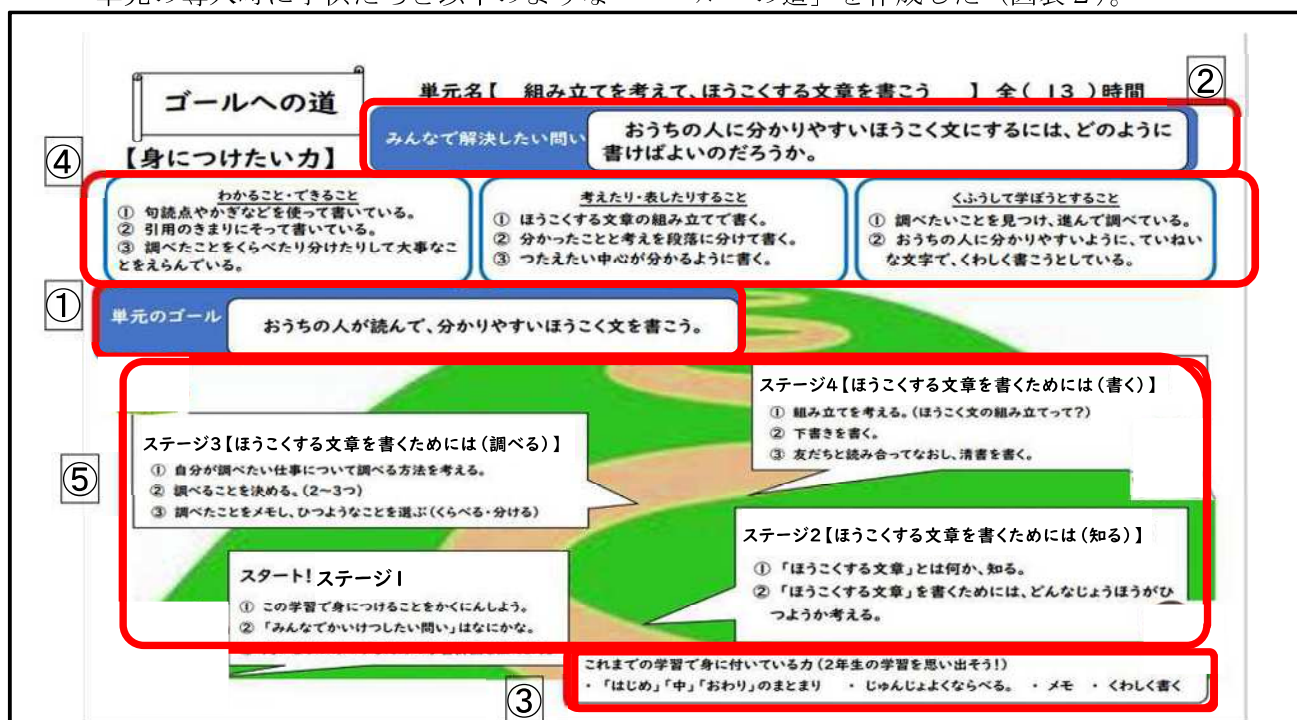 単元の導入時に子供たちと以下のような
の道」を作成した（図表2）。
ゴールへの道
単元名【 組み立てを考えて、ほうこくする文章を書こう 】 全（ 13 ）時間
②
みんなで解決したい問い
おうちの人に分かりやすいほうこく文にするには、どのように
書けばよいのだろうか。
④
【身につけたい力】
わかること・できること
① 句読点やかぎなどを使って書いている。
② 引用のきまりにそって書いている。
③ 調べたことをくらべたり分けたりして大事なこ
とをえらんでいる。
考えたり・表したりすること
① ほうこくする文章の組み立てで書く。
② 分かったことと考えを段落に分けて書く。
③ つたえたい中心が分かるように書く。
くふうして学ぼうとすること
① 調べたいことを見つけ、進んで調べている。
② おうちの人に分かりやすいように、ていねい
な文字で、くわしく書こうとしている。
①
単元のゴール
おうちの人が読んで、分かりやすいほうこく文を書こう。
ステージ4【ほうこくする文章を書くためには（書く）】
① 組み立てを考える。（ほうこく文の組み立てって？）
② 下書きを書く。
③ 友だちと読み合ってなおし、清書を書く。
⑤
ステージ3【ほうこくする文章を書くためには（調べる）】
① 自分が調べたい仕事について調べる方法を考える。
② 調べることを決める。（2〜3つ）
③ 調べたことをメモし、ひつようなことを選ぶ（くらべる・分ける）
ステージ2【ほうこくする文章を書くためには（知る）】
① 「ほうこくする文章」とは何か、知る。
② 「ほうこくする文章」を書くためには、どんなじょうほうがひ
つようか考える。
スタート！ステージ1
① この学習で身につけることをかくにんしよう。
② 「みんなでかいけつしたい問い」はなにかな。
これまでの学習で身に付いている力（2年生の学習を思い出そう！）
・「はじめ」「中」「おわり」のまとまり ・じゅんじょよくならべる。 ・メモ ・くわしく書く
③